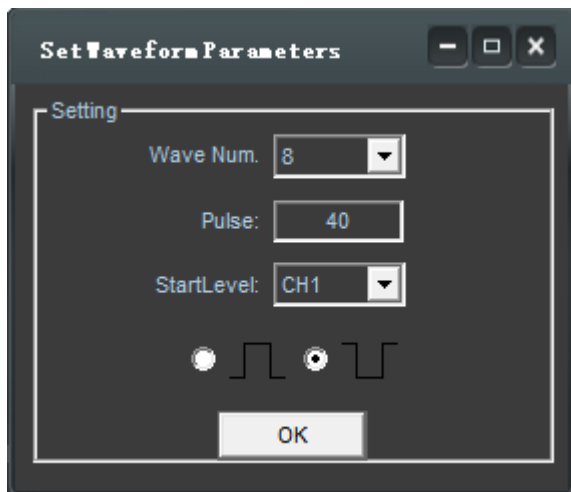 SetWaveformParameters
Setting
Wave Num. 8
Pulse: 40
StartLevel: CH1
OK